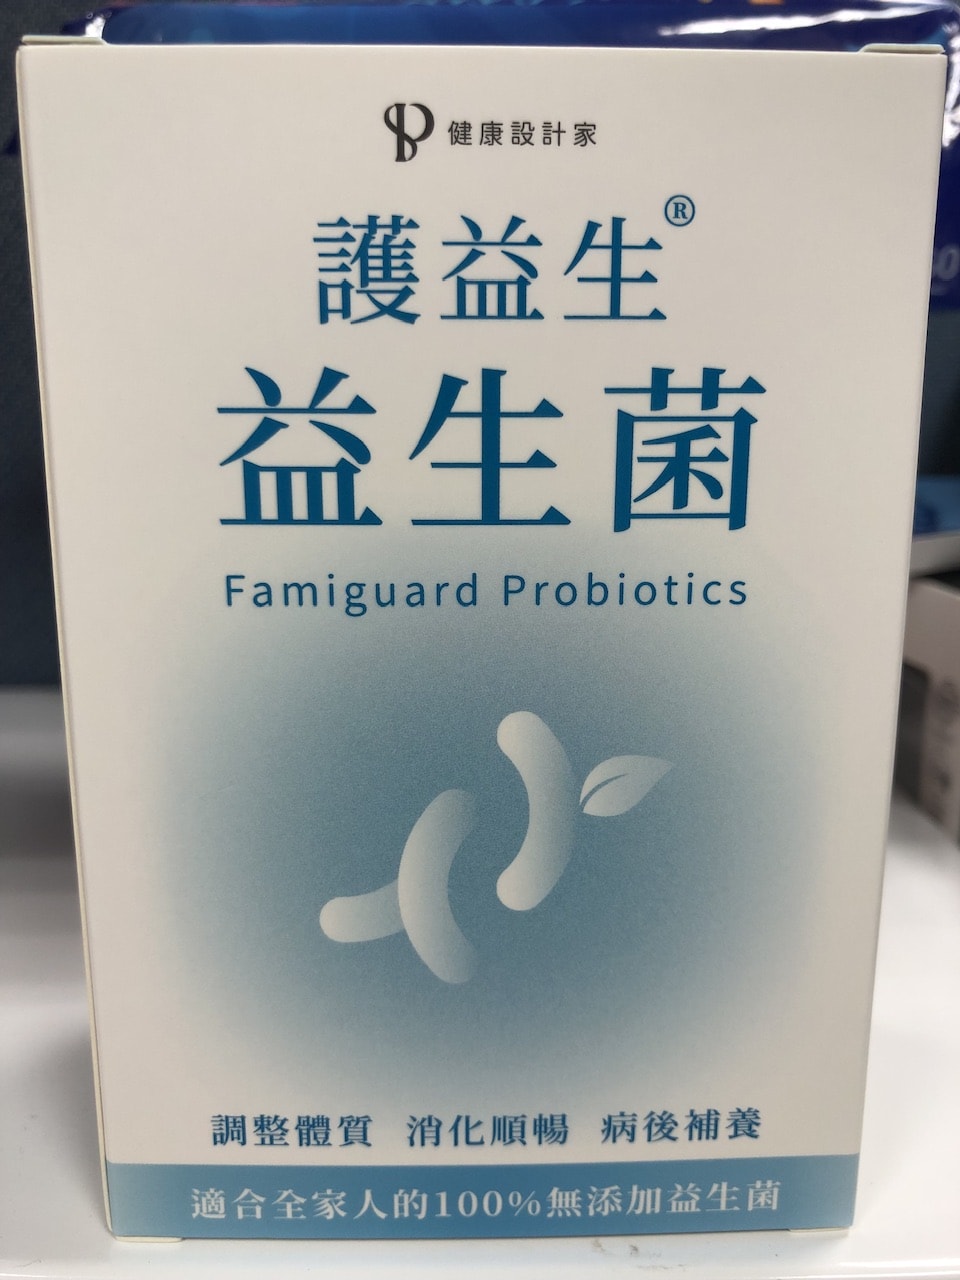 健康設計家
護益生®
益生菌
Famiguard Probiotics
調整體質 消化順暢 病後補養
適合全家人的100%無添加益生菌